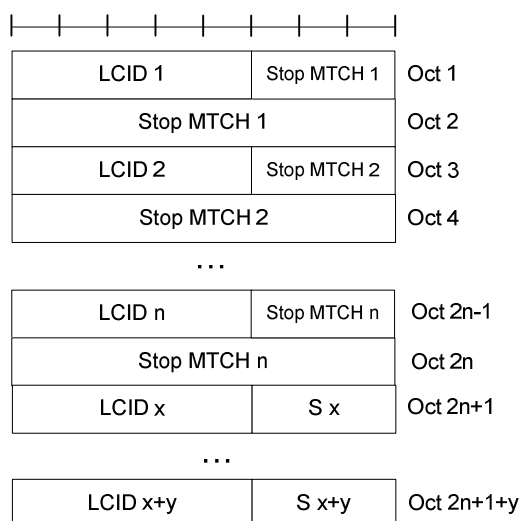 LCID 1 Stop MTCH 1 Oct 1
Stop MTCH 1 Oct 2
LCID 2 Stop MTCH 2 Oct 3
Stop MTCH 2 Oct 4
...
LCID n Stop MTCH n Oct 2n-1
Stop MTCH n Oct 2n
LCID x S x Oct 2n+1
...
LCID x+y S x+y Oct 2n+1+y